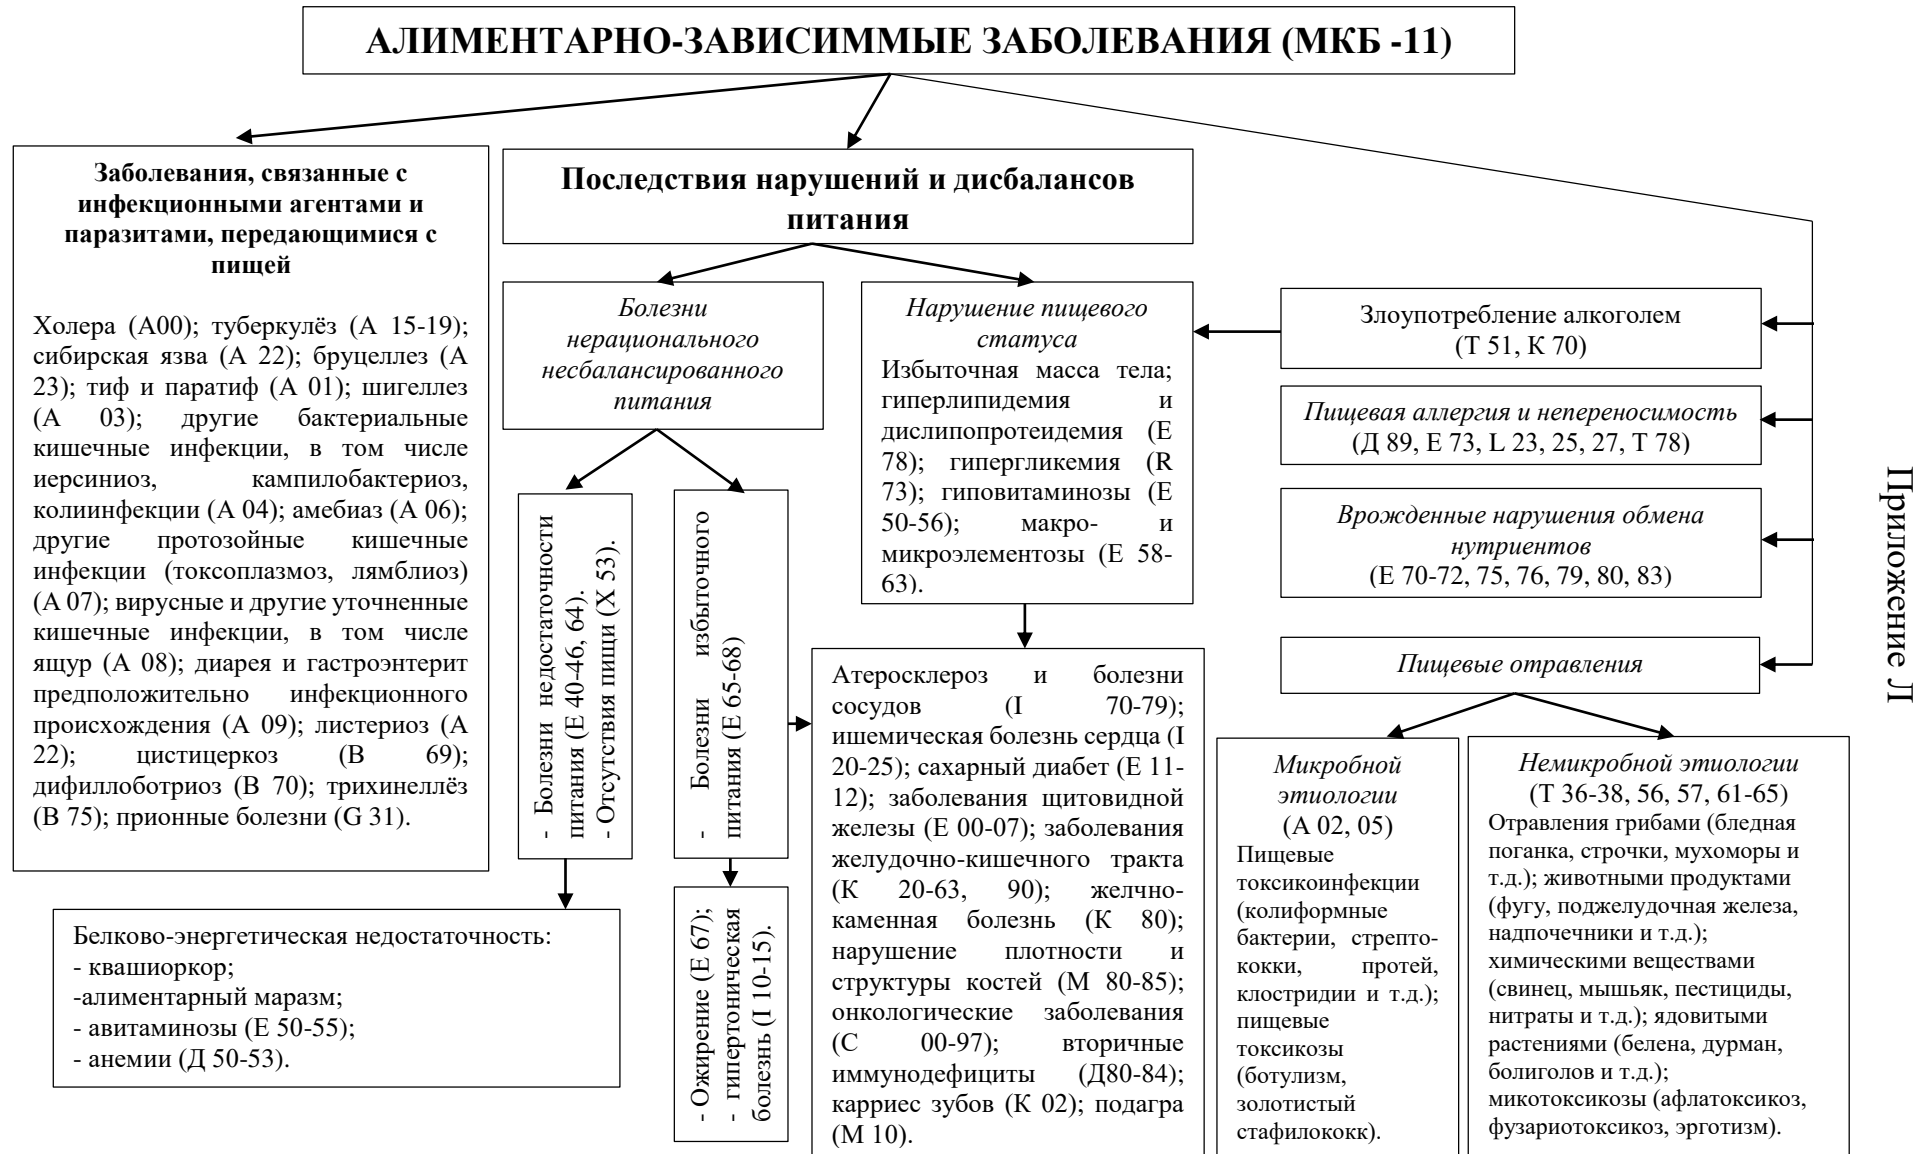 АЛИМЕНТАРНО-ЗАВИСИММЫЕ ЗАБОЛЕВАНИЯ (МКБ -11)
Заболевания, связанные с
инфекционными агентами и
паразитами, передающимися с
пищей
Холера (А00); туберкулёз (А 15-19);
сибирская язва (А 22); бруцеллез (А
23); тиф и паратиф (А 01); шигеллез
(А 03); другие бактериальные
кишечные инфекции, в том числе
иерсиниоз, кампилобактериоз,
колиинфекции (А 04); амебиаз (А 06);
другие протозойные кишечные
инфекции (токсоплазмоз, лямблиоз)
(А 07); вирусные и другие уточненные
кишечные инфекции, в том числе
ящур (А 08); диарея и гастроэнтерит
предположительно инфекционного
происхождения (А 09); листериоз (А
22); цистицеркоз (В 69);
дифиллоботриоз (В 70); трихинеллёз
(В 75); прионные болезни (G 31).
Последствия нарушений и дисбалансов
питания
Болезни
нерационального
несбалансированного
питания
- Болезни недостаточности
питания (Е 40-46, 64).
- Отсутствия пищи (Х 53).
- Болезни избыточного
питания (Е 65-68)
Белково-энергетическая недостаточность:
- квашиоркор;
-алиментарный маразм;
- авитаминозы (Е 50-55);
- анемии (Д 50-53).
- Ожирение (Е 67);
- гипертоническая
болезнь (I 10-15).
Нарушение пищевого
статуса
Избыточная масса тела;
гиперлипидемия и
дислипопротеидемия (Е
78); гипергликемия (R
73); гиповитаминозы (Е
50-56); макро- и
микроэлементозы (Е 58-
63).
Атеросклероз и болезни
сосудов (I 70-79);
ишемическая болезнь сердца (I
20-25); сахарный диабет (Е 11-
12); заболевания щитовидной
железы (Е 00-07); заболевания
желудочно-кишечного тракта
(К 20-63, 90); желчно-
каменная болезнь (К 80);
нарушение плотности и
структуры костей (М 80-85);
онкологические заболевания
(С 00-97); вторичные
иммунодефициты (Д80-84);
карриес зубов (К 02); подагра
(М 10).
Злоупотребление алкоголем
(Т 51, К 70)
Пищевая аллергия и непереносимость
(Д 89, Е 73, L 23, 25, 27, Т 78)
Врожденные нарушения обмена
нутриентов
(Е 70-72, 75, 76, 79, 80, 83)
Пищевые отравления
Микробной
этиологии
(А 02, 05)
Пищевые
токсикоинфекции
(колиформные
бактерии, стрепто-
кокки, протей,
клостридии и т.д.);
пищевые
токсикозы
(ботулизм,
золотистый
стафилококк).
Немикробной этиологии
(Т 36-38, 56, 57, 61-65)
Отравления грибами (бледная
поганка, строчки, мухоморы и
т.д.); животными продуктами
(фугу, поджелудочная железа,
надпочечники и т.д.);
химическими веществами
(свинец, мышьяк, пестициды,
нитраты и т.д.); ядовитыми
растениями (белена, дурман,
болиголов и т.д.);
микотоксикозы (афлатоксикоз,
фузариотоксикоз, эрготизм).
Приложение Л